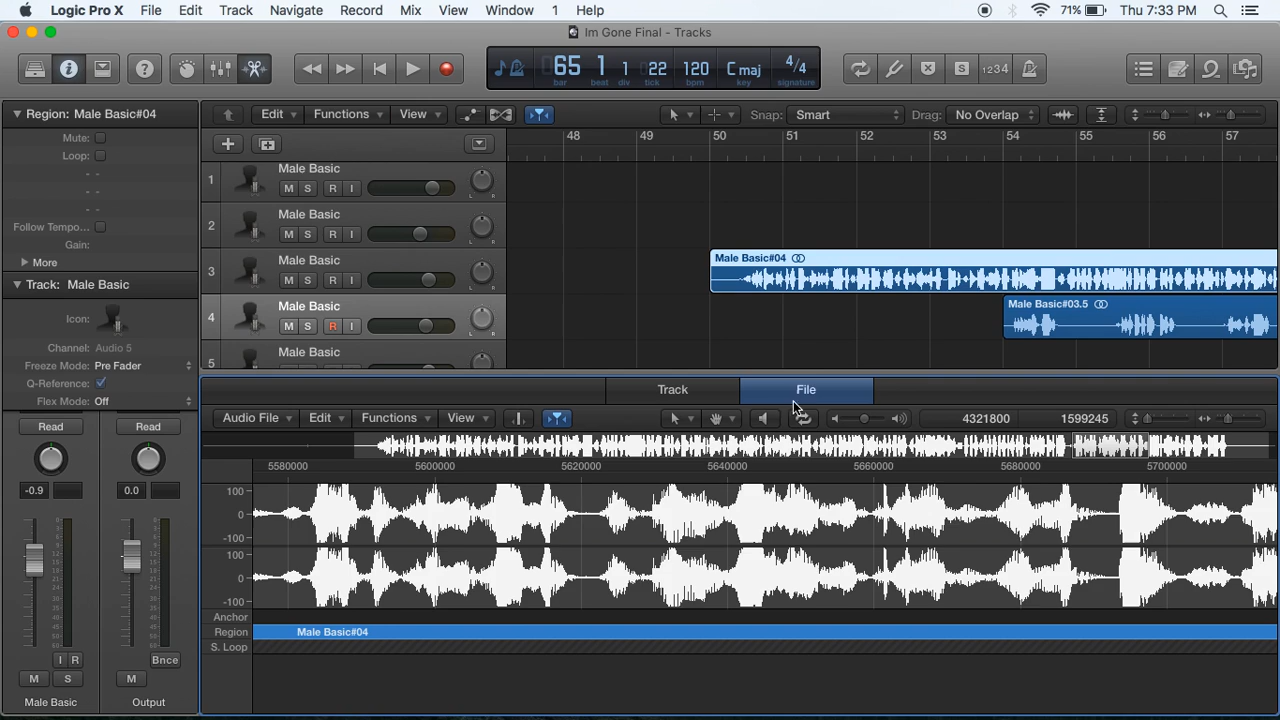 Logic Pro X File Edit Track Navigate Record Mix View Window 1 Help 71% Thu 7:33 PM
Im Gone Final - Tracks
65 1 1 22 120 C maj 4/4
bar beat div tick bpm key signature
1234
Region: Male Basic#04
Edit Functions View Snap: Smart Drag: No Overlap
Mute:
Loop:
Follow Tempo...
Gain:
More
Track: Male Basic
Icon:
Channel: Audio 5
Freeze Mode: Pre Fader
Q-Reference:
Flex Mode: Off
48 49 50 51 52 53 54 55 56 57
1 Male Basic
M S R I
L R
2 Male Basic
M S R I
L R
3 Male Basic
M S R I
L R
4 Male Basic
M S R I
L R
5 Male Basic
Male Basic#04
Male Basic#03.5
Track File
Audio File Edit Functions View 4321800 1599245
5580000 5600000 5620000 5640000 5660000 5680000 5700000
100
0
-100
100
0
-100
Anchor
Region Male Basic#04
S. Loop
Read Read
-0.9 0.0
I R Bnce
M S M
Male Basic Output